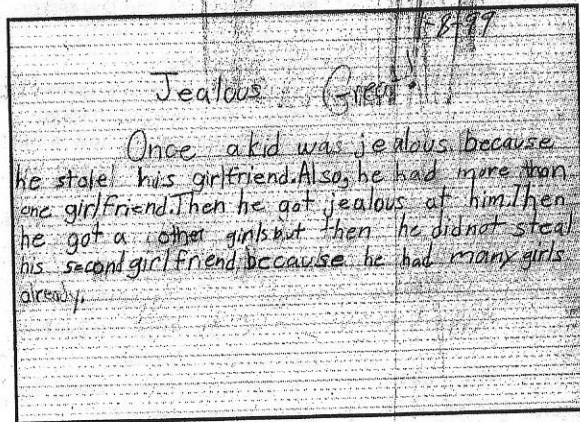 1-8-99
Jealous Great!
Once a kid was jealous because
he stole his girlfriend. Also, he had more than
one girlfriend. Then he got jealous at him. Then
he got a other girls but then he did not steal
his second girlfriend, because he had many girls
already.